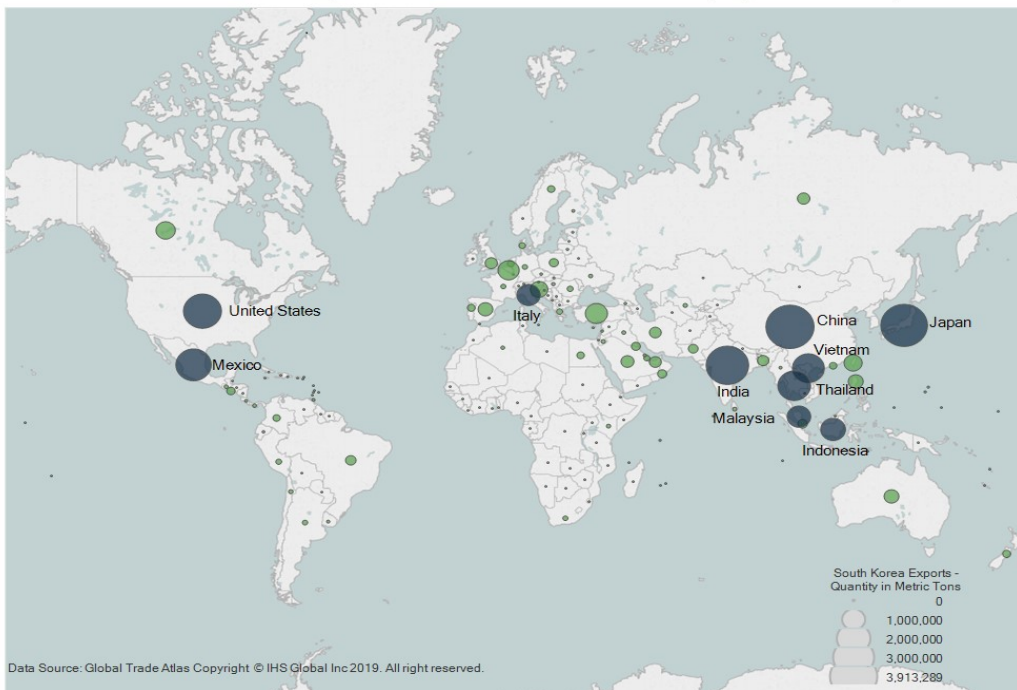 United States
Mexico
Italy
China
Japan
Vietnam
India
Thailand
Malaysia
Indonesia
South Korea Exports -
Quantity in Metric Tons
0
1,000,000
2,000,000
3,000,000
3,913,289
Data Source: Global Trade Atlas Copyright © IHS Global Inc 2019. All right reserved.